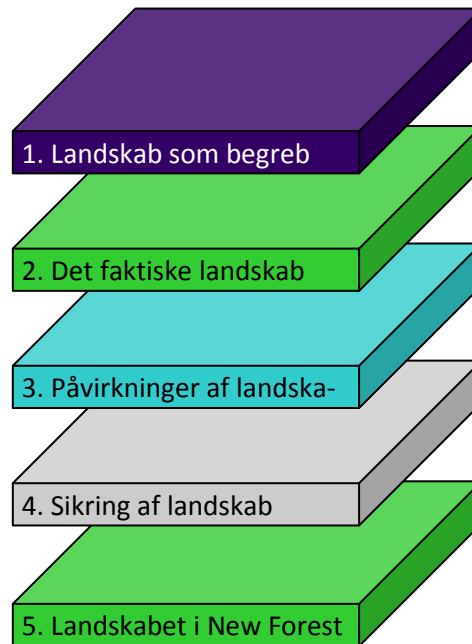 1. Landskab som begreb
2. Det faktiske landskab
3. Påvirkninger af landska-
4. Sikring af landskab
5. Landskabet i New Forest